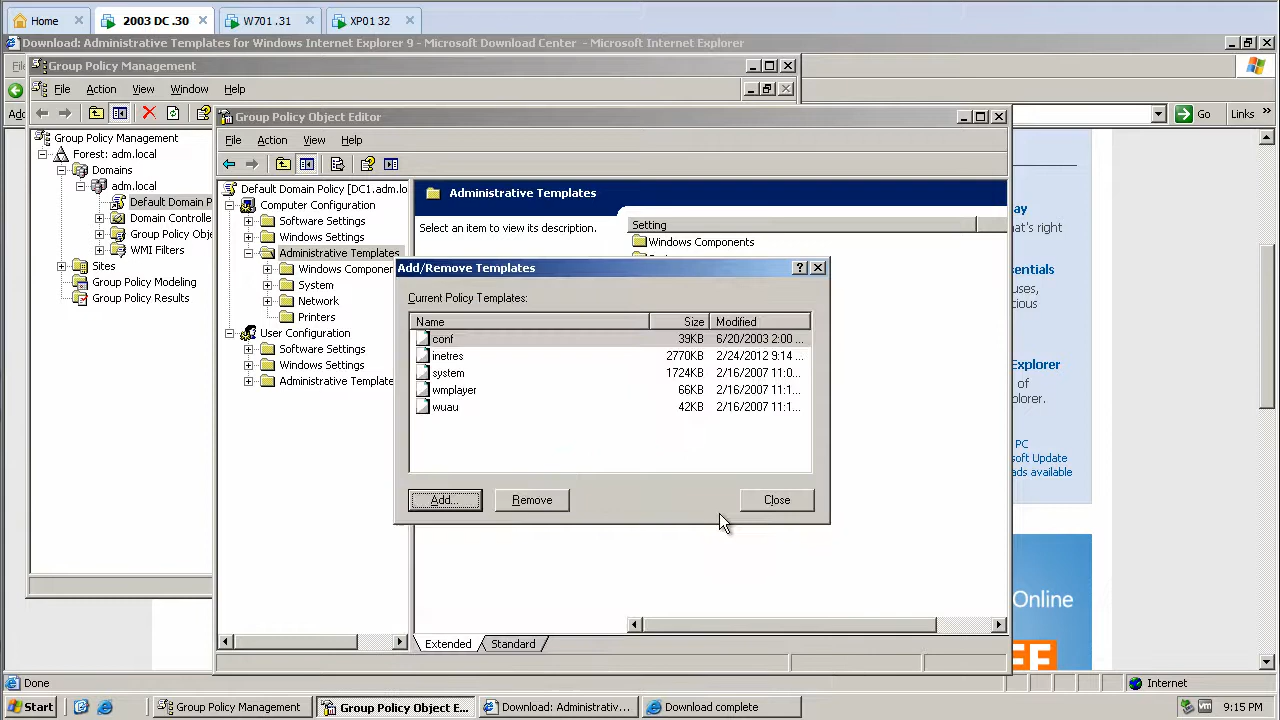 Home
2003 DC .30
W701 .31
XP01 32
Download: Administrative Templates for Windows Internet Explorer 9 - Microsoft Download Center - Microsoft Internet Explorer
Group Policy Management
File Action View Window Help
Go
Links »
Group Policy Management
Forest: adm.local
Domains
adm.local
Default Domain P
Domain Controlle
Group Policy Obje
WMI Filters
Sites
Group Policy Modeling
Group Policy Results
Group Policy Object Editor
File Action View Help
Default Domain Policy [DC1.adm.lo
Computer Configuration
Software Settings
Windows Settings
Administrative Templates
Windows Componen
System
Network
Printers
User Configuration
Software Settings
Windows Settings
Administrative Template
Administrative Templates
Select an item to view its description.
Setting
Windows Components
Add/Remove Templates
Current Policy Templates:
Name Size Modified
conf 39KB 6/20/2003 2:00 ...
inetres 2770KB 2/24/2012 9:14 ...
system 1724KB 2/16/2007 11:0...
wmplayer 66KB 2/16/2007 11:1...
wuau 42KB 2/16/2007 11:1...
Add...
Remove
Close
Extended
Standard
ay
hat's right
sentials
uses,
cious
Explorer
of
plorer.
PC
soft Update
ads available
Online
Done
Internet
Start
Group Policy Management
Group Policy Object E...
Download: Administrativ...
Download complete
9:15 PM